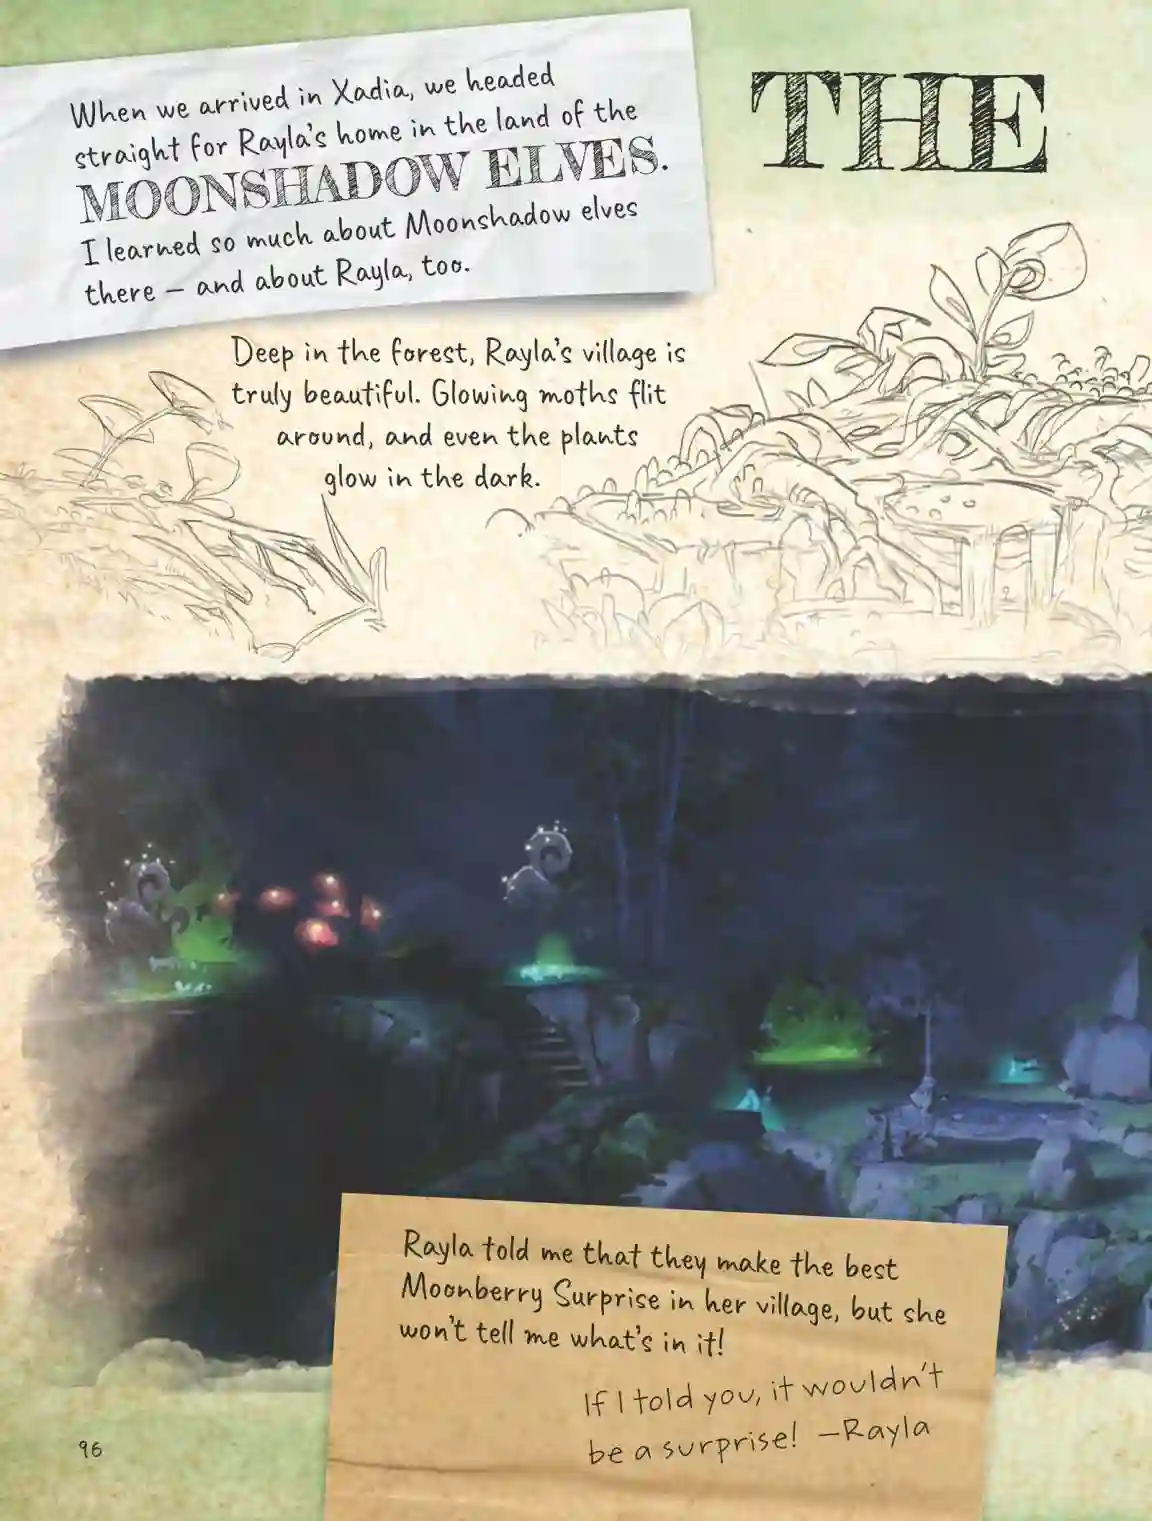 When we arrived in Xadia, we headed
straight for Rayla's home in the land of the
MOONSHADOW ELVES.
I learned so much about Moonshadow elves
there – and about Rayla, too.
THE
Deep in the forest, Rayla's village is
truly beautiful. Glowing moths flit
around, and even the plants
glow in the dark.
Rayla told me that they make the best
Moonberry Surprise in her village, but she
won't tell me what's in it!
If I told you, it wouldn't
be a surprise! –Rayla
96